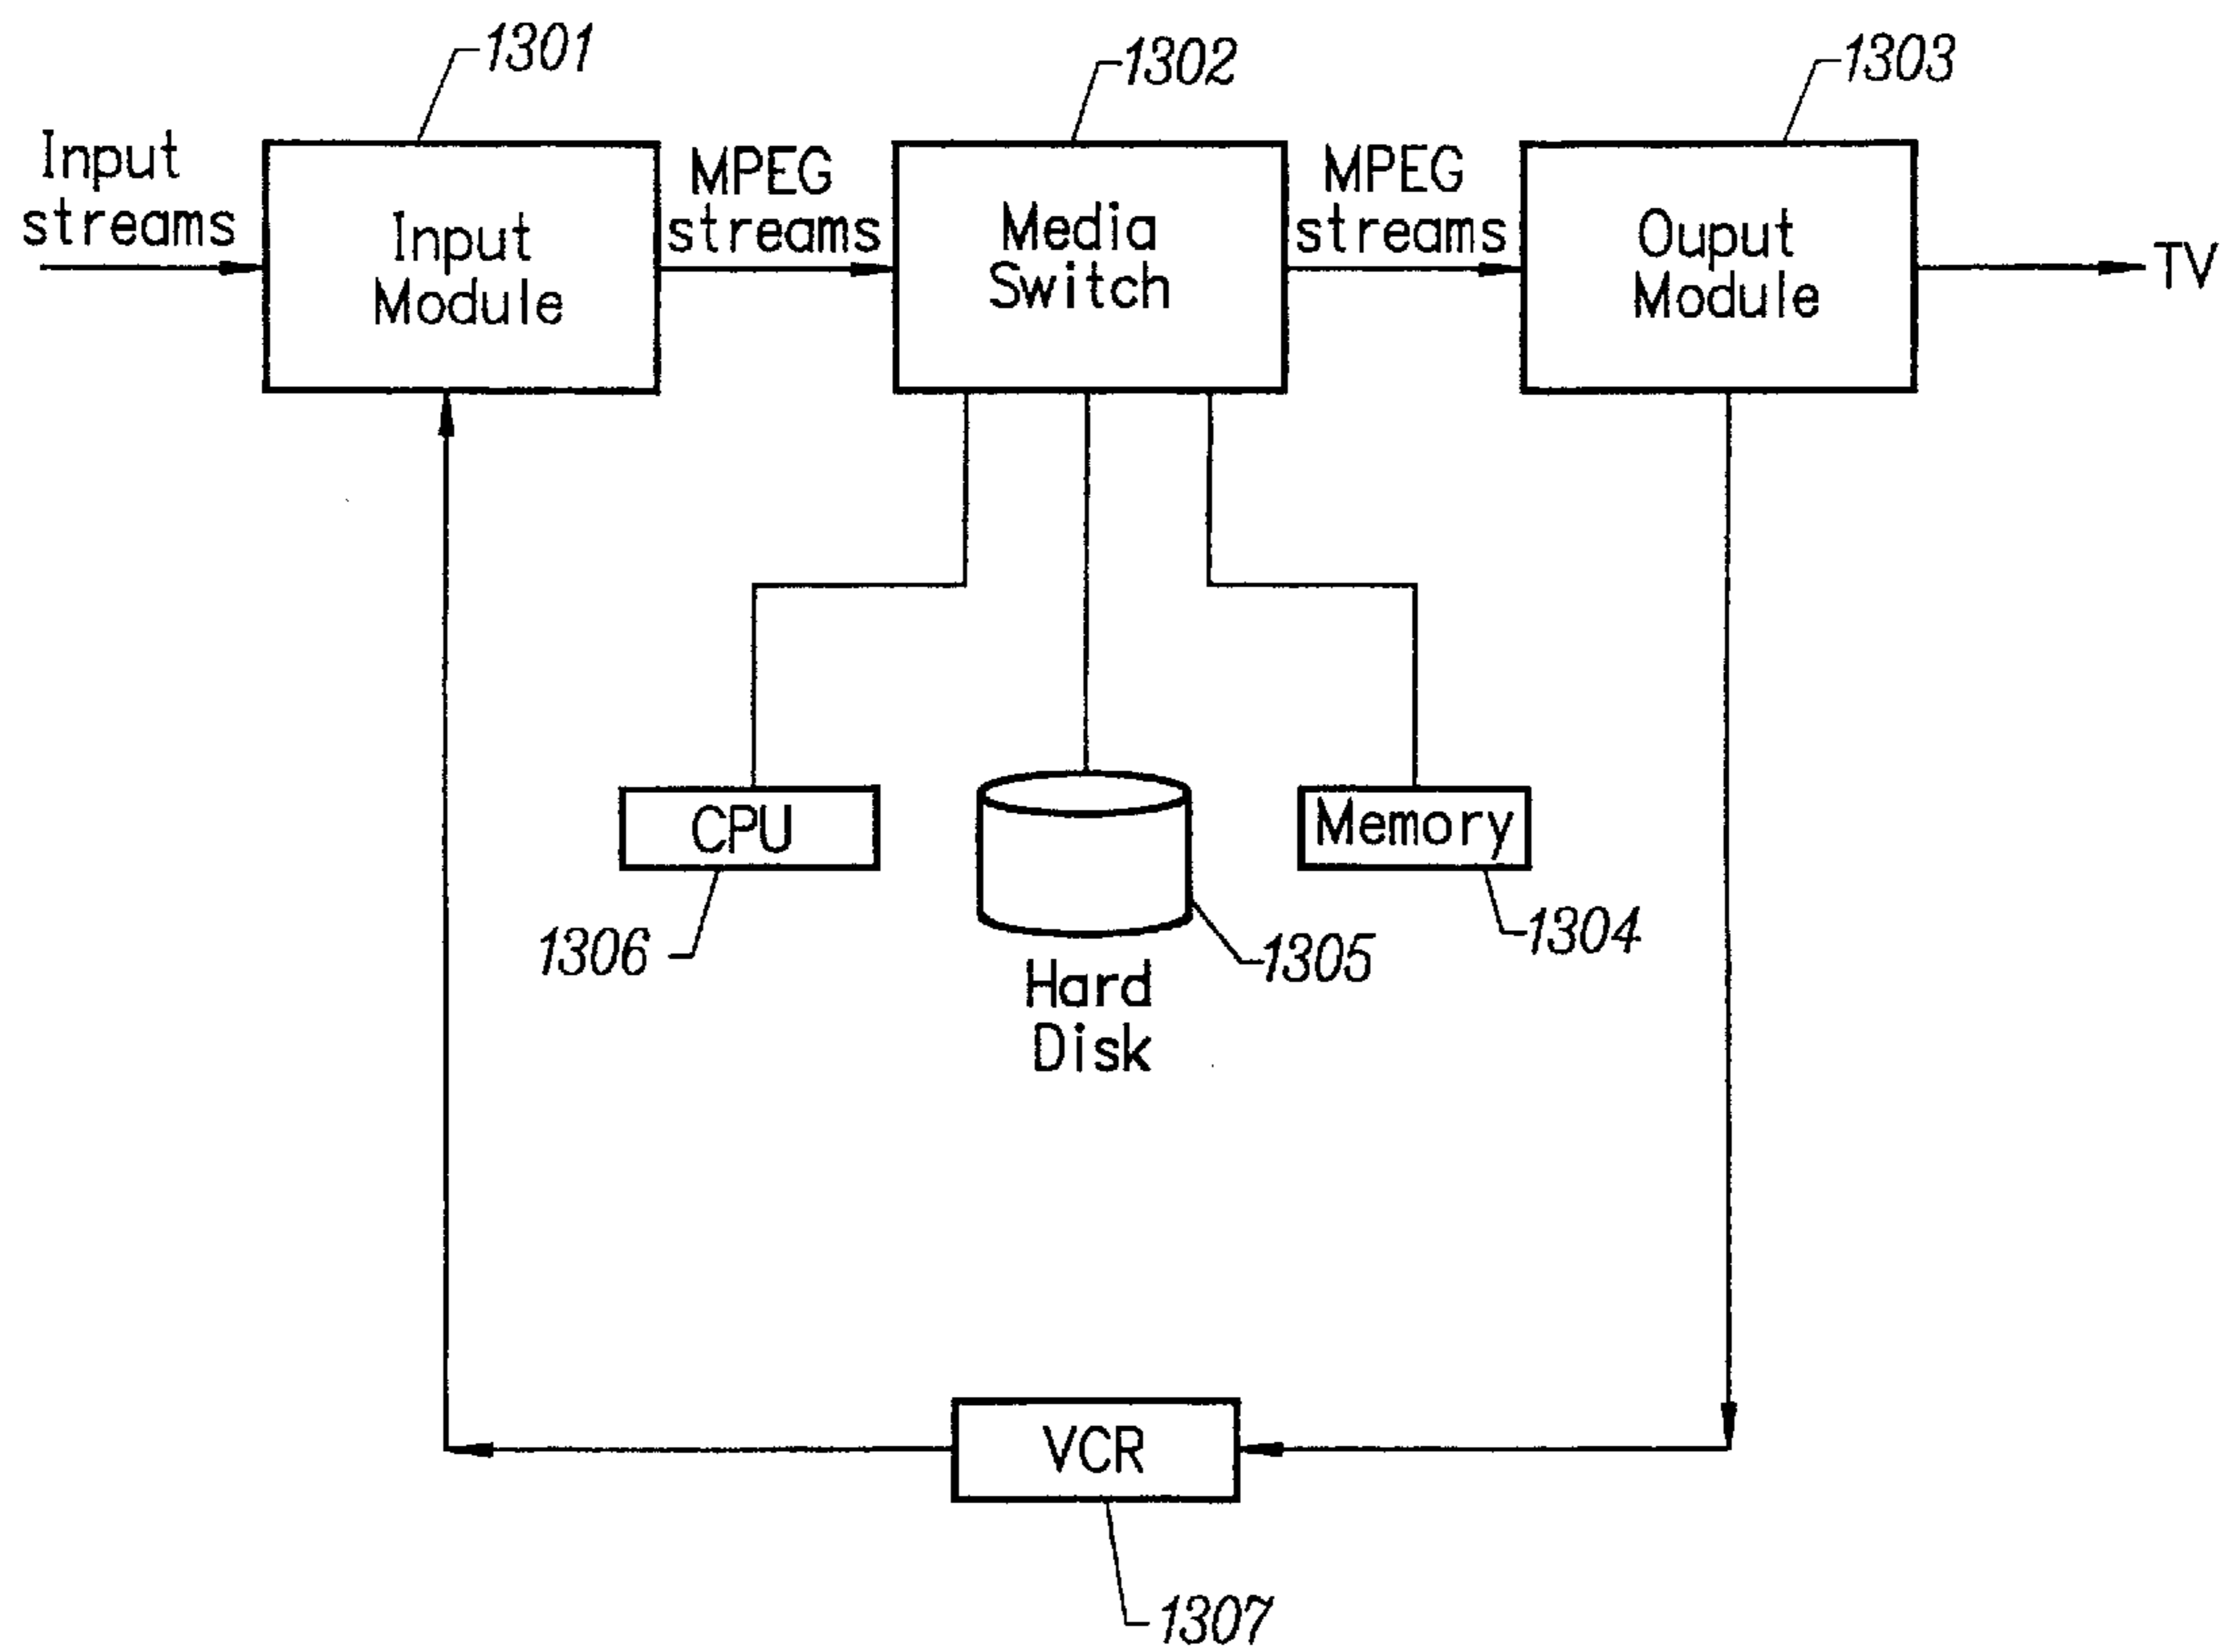 1301
1302
1303
Input
streams
Input
Module
MPEG
streams
Media
Switch
MPEG
streams
Ouput
Module
TV
CPU
1306
Hard
Disk
1305
Memory
1304
VCR
1307